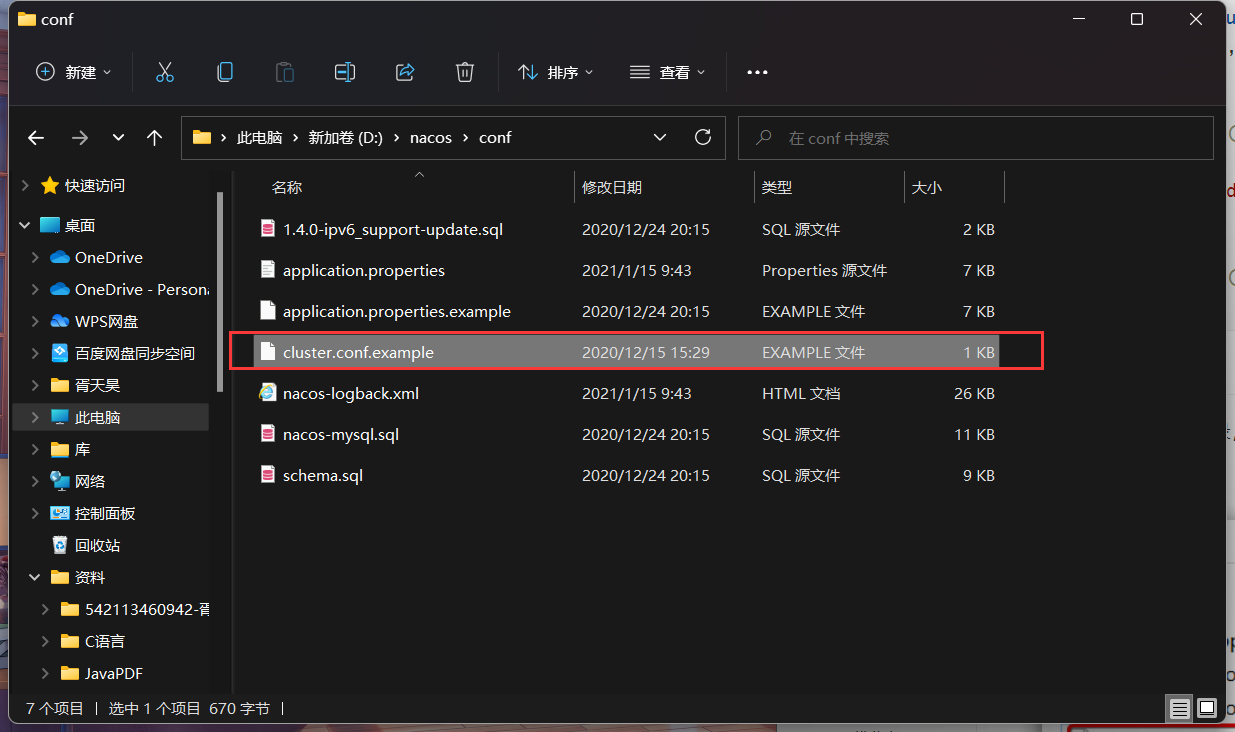 conf
新建 排序 查看
此电脑 新加卷 (D:) nacos conf 在 conf 中搜索
快速访问
桌面
OneDrive
OneDrive - Persona
WPS网盘
百度网盘同步空间
胥天昊
此电脑
库
网络
控制面板
回收站
资料
542113460942-胥
C语言
JavaPDF
名称 修改日期 类型 大小
1.4.0-ipv6_support-update.sql 2020/12/24 20:15 SQL 源文件 2 KB
application.properties 2021/1/15 9:43 Properties 源文件 7 KB
application.properties.example 2020/12/24 20:15 EXAMPLE 文件 7 KB
cluster.conf.example 2020/12/15 15:29 EXAMPLE 文件 1 KB
nacos-logback.xml 2021/1/15 9:43 HTML 文档 26 KB
nacos-mysql.sql 2020/12/24 20:15 SQL 源文件 11 KB
schema.sql 2020/12/24 20:15 SQL 源文件 9 KB
7 个项目 | 选中 1 个项目 670 字节 |